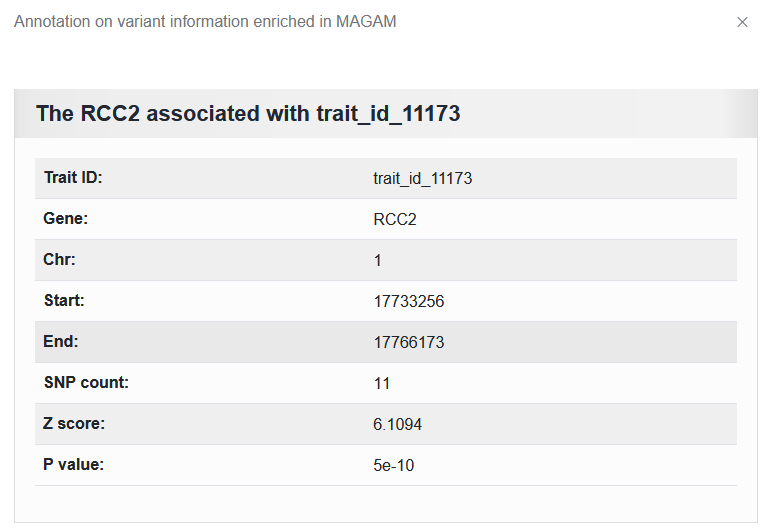 Annotation on variant information enriched in MAGAM
The RCC2 associated with trait_id_11173
Trait ID: trait_id_11173
Gene: RCC2
Chr: 1
Start: 17733256
End: 17766173
SNP count: 11
Z score: 6.1094
P value: 5e-10